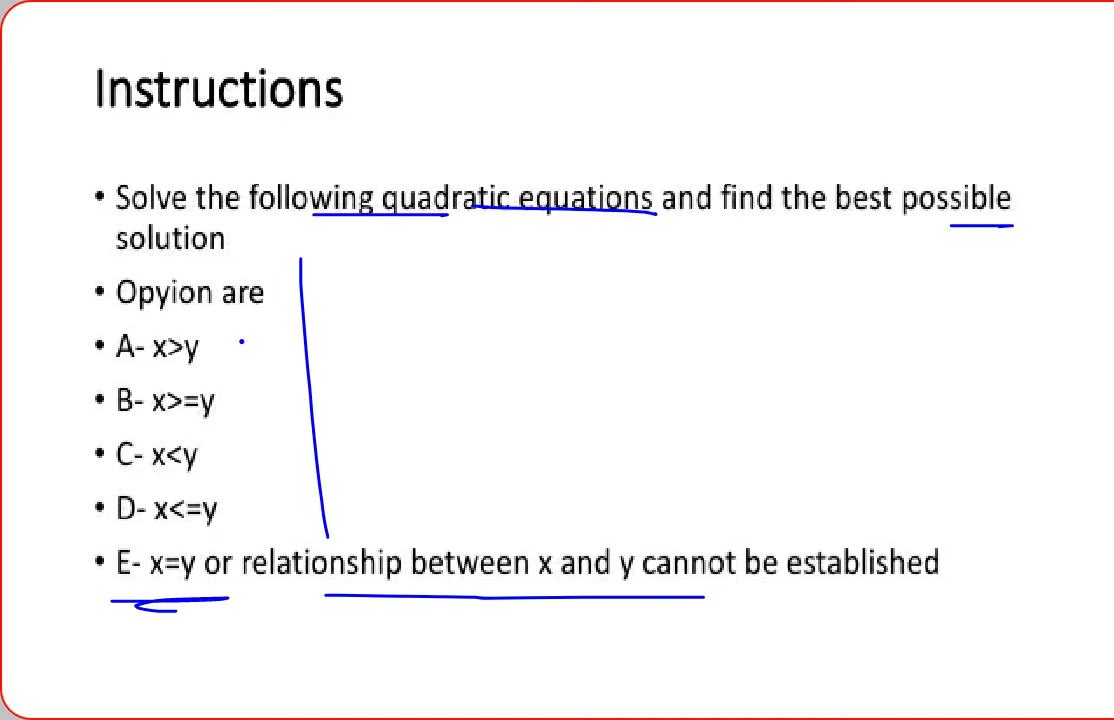 Instructions
• Solve the following quadratic equations and find the best possible
solution
• Opyion are
• A- x>y
• B- x>=y
• C- x<y
• D- x<=y
• E- x=y or relationship between x and y cannot be established